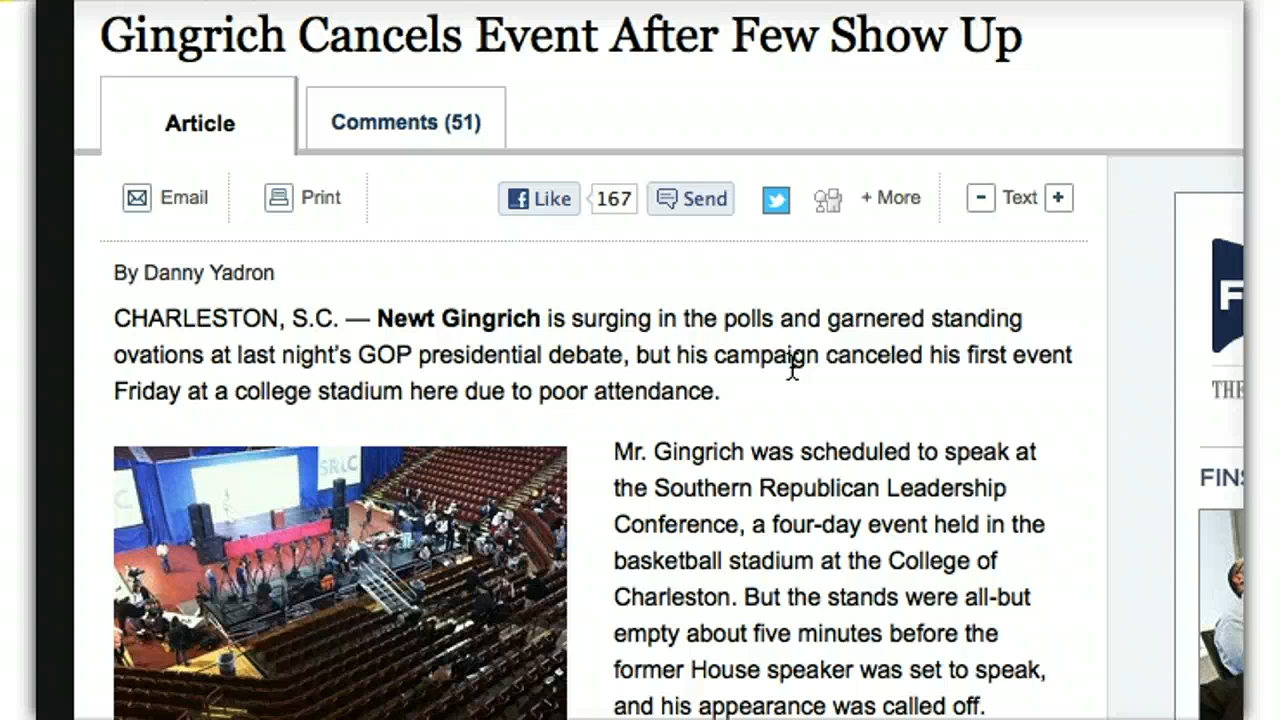 Gingrich Cancels Event After Few Show Up
Article
Comments (51)
Email
Print
Like
167
Send
+ More
- Text +
By Danny Yadron
CHARLESTON, S.C. — Newt Gingrich is surging in the polls and garnered standing
ovations at last night's GOP presidential debate, but his campaign canceled his first event
Friday at a college stadium here due to poor attendance.
SRLC
Mr. Gingrich was scheduled to speak at
the Southern Republican Leadership
Conference, a four-day event held in the
basketball stadium at the College of
Charleston. But the stands were all-but
empty about five minutes before the
former House speaker was set to speak,
and his appearance was called off.
F
THE
FINS